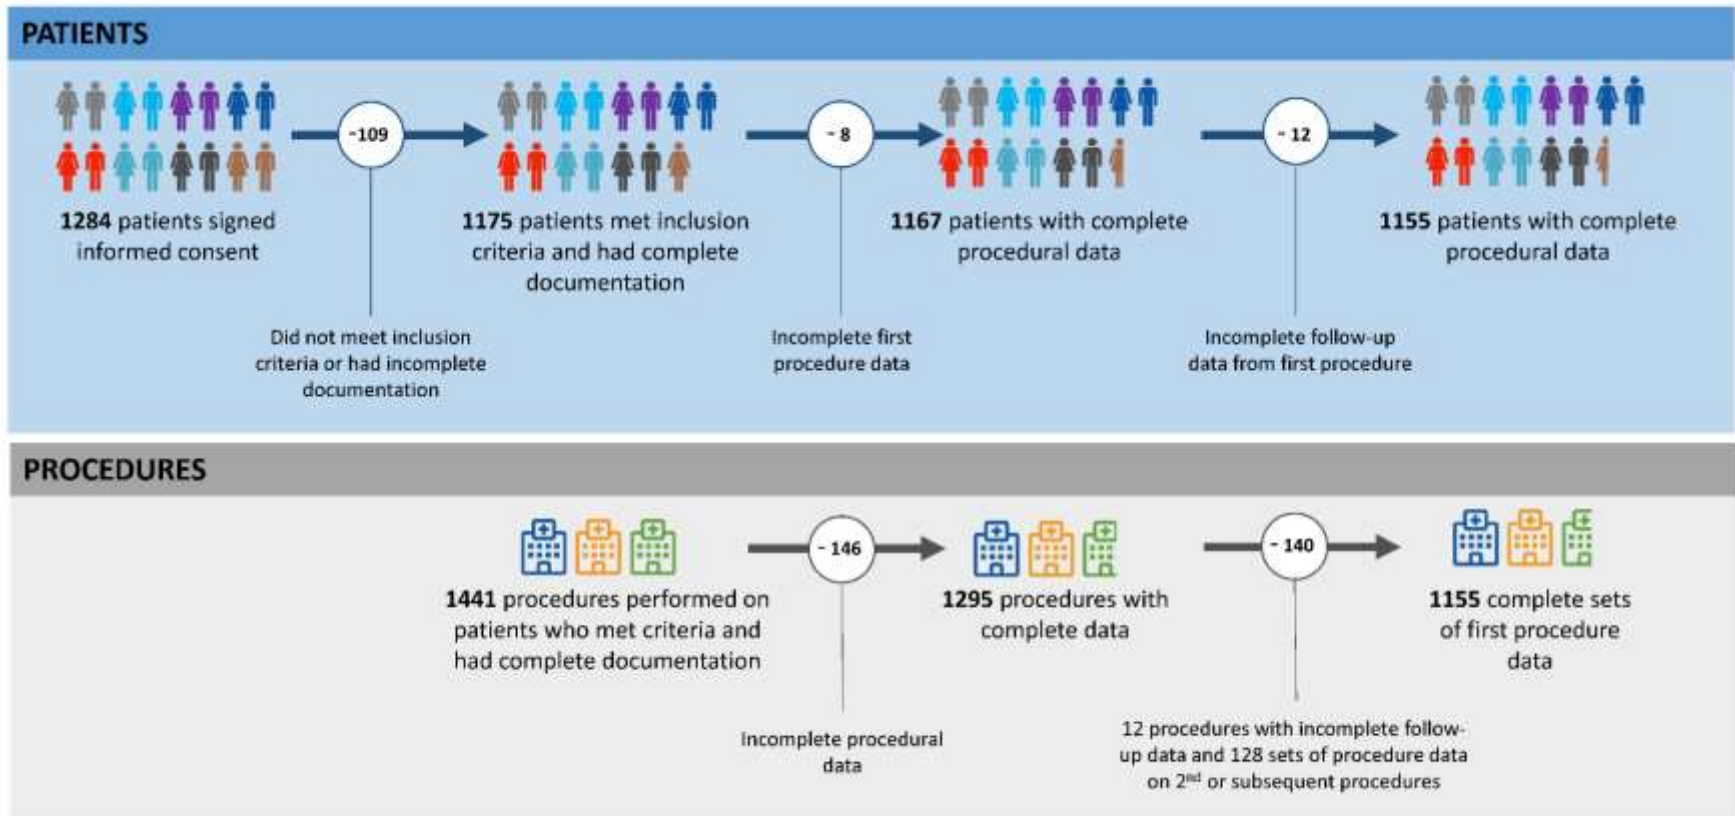 PATIENTS
-109
- 8
- 12
1284 patients signed
informed consent
1175 patients met inclusion
criteria and had complete
documentation
1167 patients with complete
procedural data
1155 patients with complete
procedural data
Did not meet inclusion
criteria or had incomplete
documentation
Incomplete first
procedure data
Incomplete follow-up
data from first procedure
PROCEDURES
- 146
- 140
1441 procedures performed on
patients who met criteria and
had complete documentation
1295 procedures with
complete data
1155 complete sets
of first procedure
data
Incomplete procedural
data
12 procedures with incomplete follow-
up data and 128 sets of procedure data
on 2nd or subsequent procedures